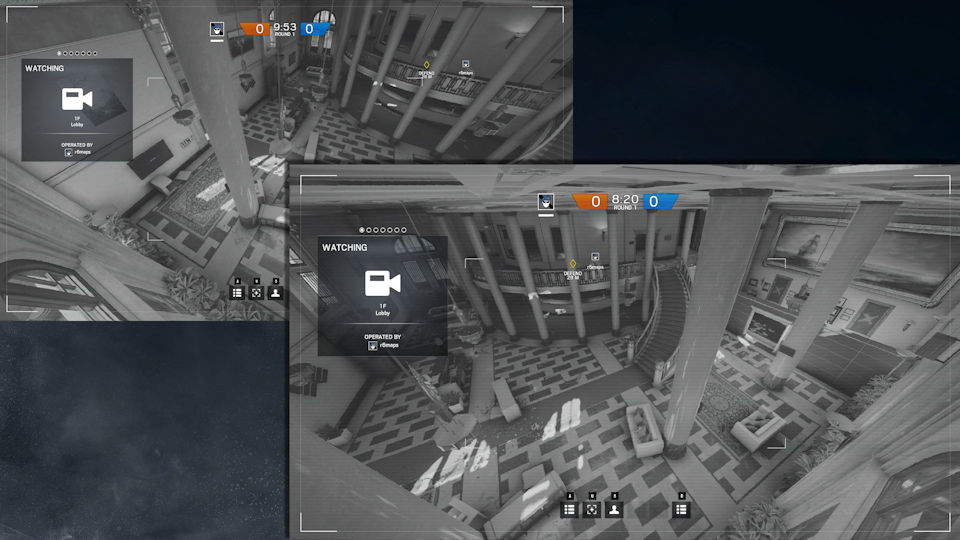 0 9:53 0
ROUND 1
WATCHING
1F
Lobby
OPERATED BY
r6maps
DEFEND
r6maps
0 8:20 0
ROUND 1
WATCHING
1F
Lobby
OPERATED BY
r6maps
DEFEND
r6maps